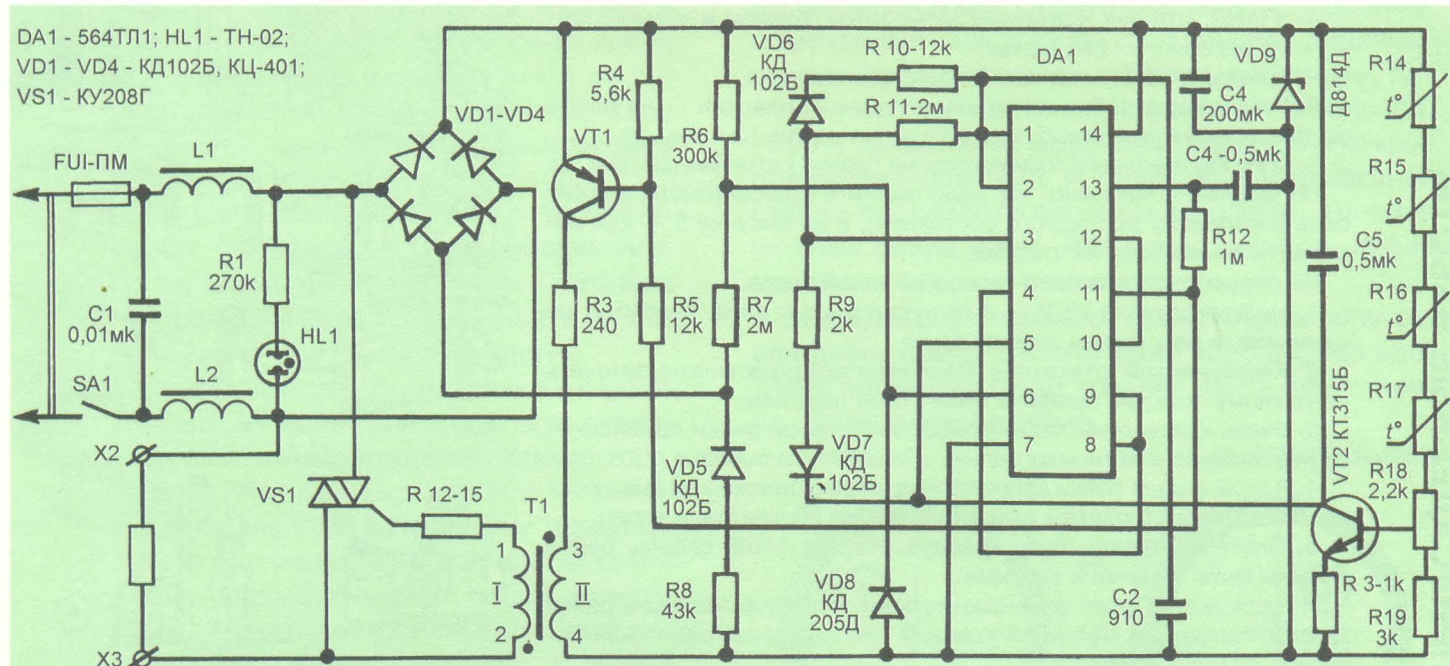 DA1 - 564ТЛ1; HL1 - ТН-02;
VD1 - VD4 - КД102Б, КЦ-401;
VS1 - КУ208Г
FUI-ПМ
L1
R1
270k
C1
0,01мк
HL1
SA1
L2
X2
X3
VS1
R 12-15
T1
1
I
2
3
II
4
VD1-VD4
VT1
R4
5,6k
R6
300k
R3
240
R5
12k
R7
2м
VD5
КД
102Б
R8
43k
VD6
КД
102Б
R 10-12k
R 11-2м
R9
2k
VD7
КД
102Б
VD8
КД
205Д
DA1
1
2
3
4
5
6
7
14
13
12
11
10
9
8
C4
200мк
VD9
Д814Д
C4 -0,5мк
R12
1м
C5
0,5мк
C2
910
VT2 КТ315Б
R 3-1k
R14
t°
R15
t°
R16
t°
R17
t°
R18
2,2k
R19
3k